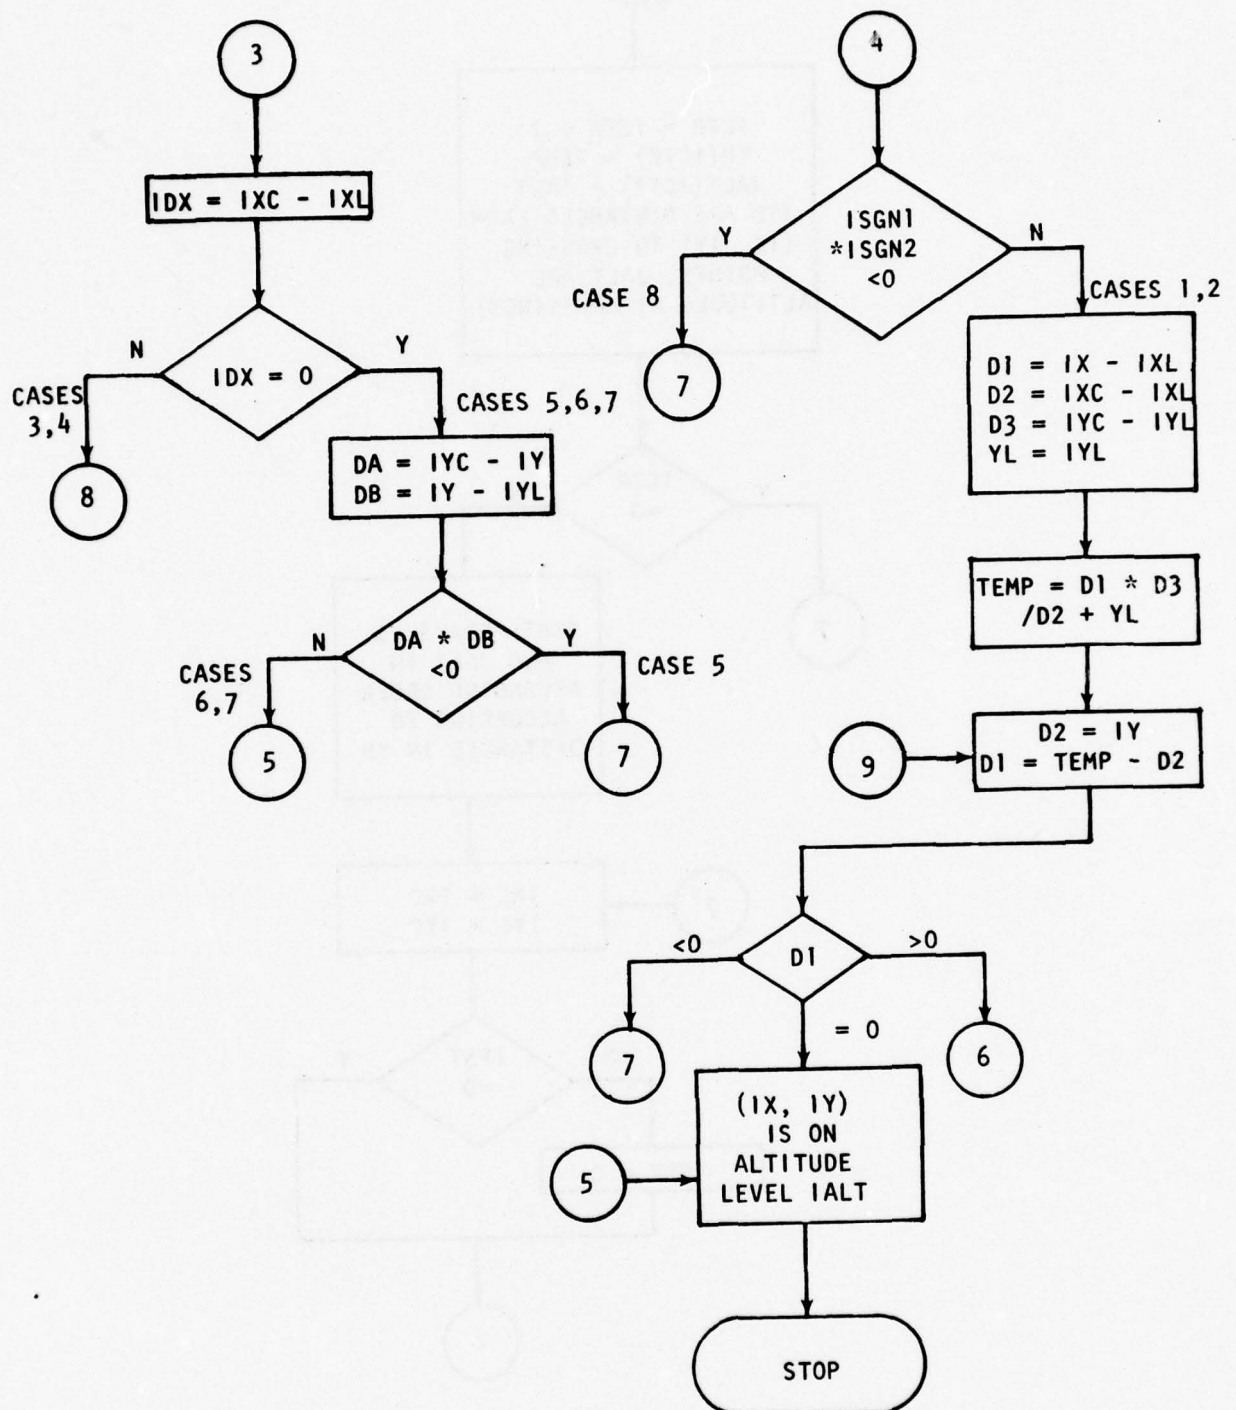 3
IDX = IXC - IXL
N
IDX = 0
Y
CASES
3,4
8
CASES 5,6,7
DA = IYC - IY
DB = IY - IYL
N
DA * DB
<0
Y
CASES
6,7
5
CASE 5
7
4
Y
ISGN1
*ISGN2
<0
N
CASE 8
7
CASES 1,2
D1 = IX - IXL
D2 = IXC - IXL
D3 = IYC - IYL
YL = IYL
TEMP = D1 * D3
/D2 + YL
9
D2 = IY
D1 = TEMP - D2
<0
D1
>0
7
= 0
6
(IX, IY)
IS ON
ALTITUDE
LEVEL IALT
5
STOP